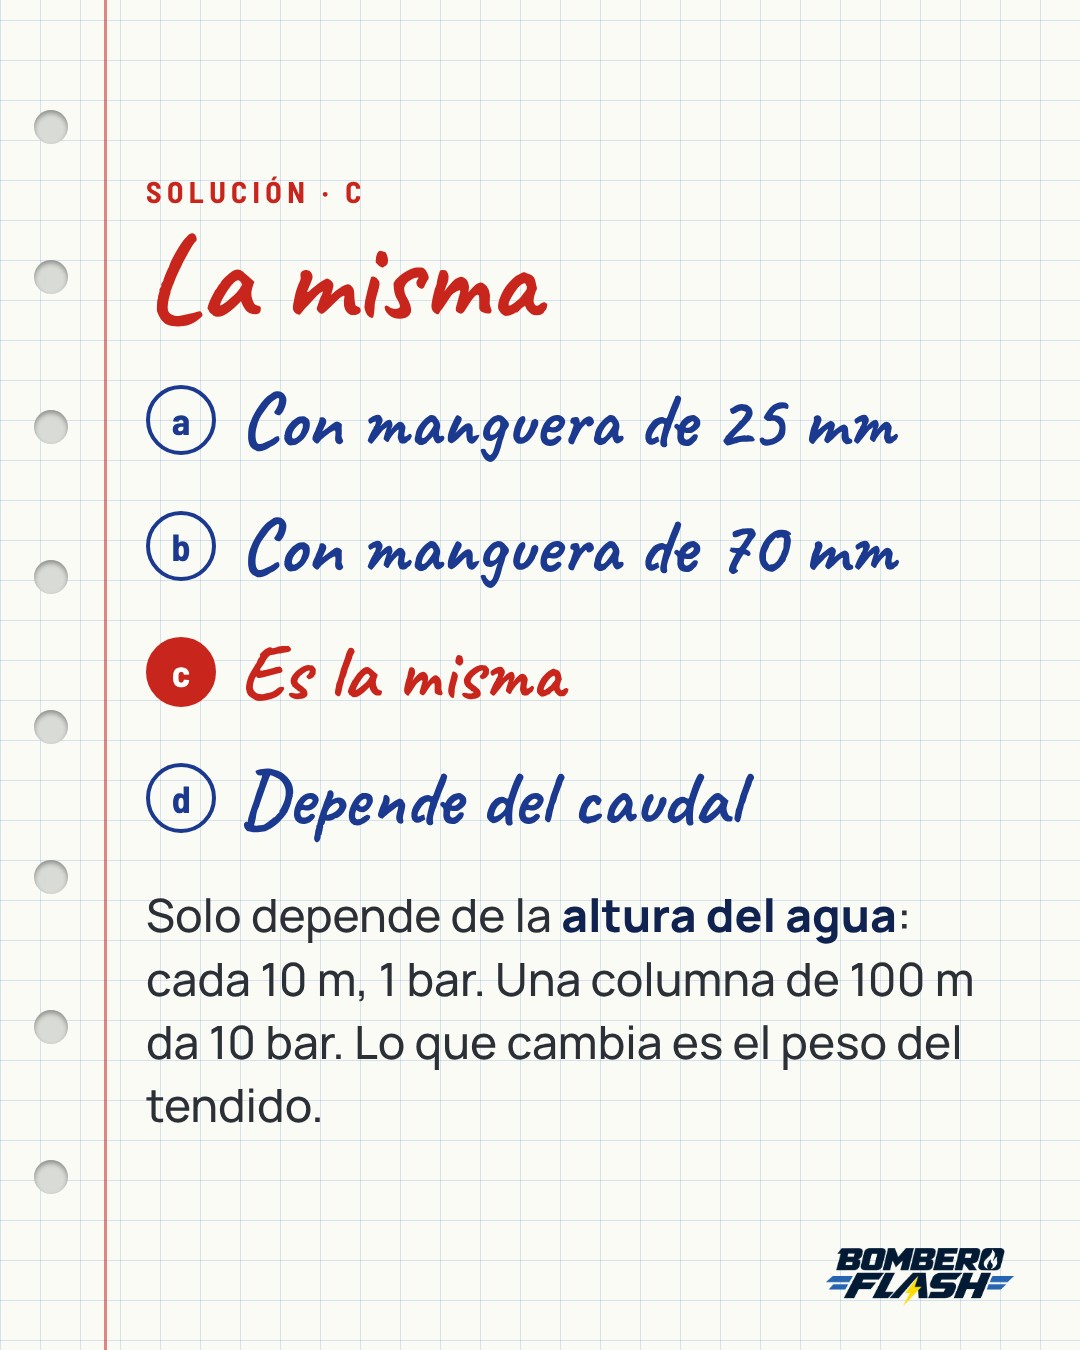 SOLUCIÓN · C
La misma
a Con manguera de 25 mm
b Con manguera de 70 mm
c Es la misma
d Depende del caudal
Solo depende de la altura del agua:
cada 10 m, 1 bar. Una columna de 100 m
da 10 bar. Lo que cambia es el peso del
tendido.
BOMBERO
FLASH